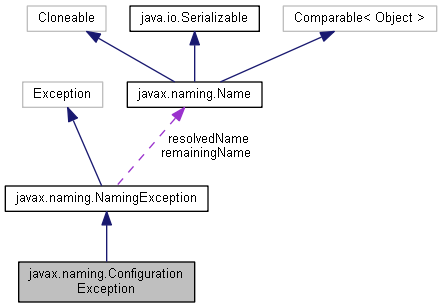 Cloneable
java.io.Serializable
Comparable< Object >
Exception
javax.naming.Name
resolvedName
remainingName
javax.naming.NamingException
javax.naming.Configuration
Exception